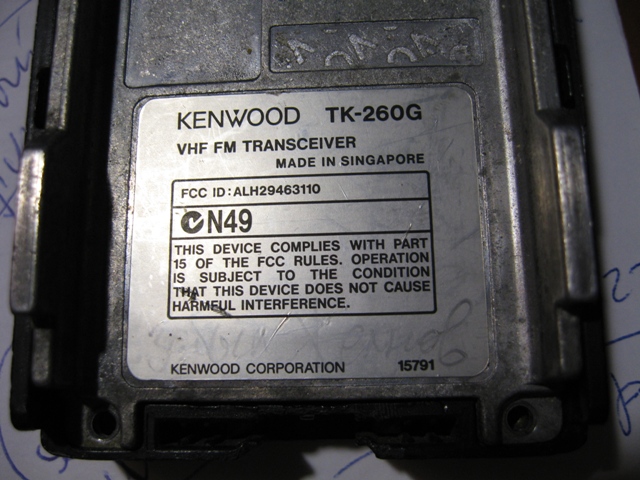 KENWOOD TK-260G
VHF FM TRANSCEIVER
MADE IN SINGAPORE
FCC ID:ALH29463110
N49
THIS DEVICE COMPLIES WITH PART
15 OF THE FCC RULES. OPERATION
IS SUBJECT TO THE CONDITION
THAT THIS DEVICE DOES NOT CAUSE
HARMFUL INTERFERENCE.
KENWOOD CORPORATION 15791